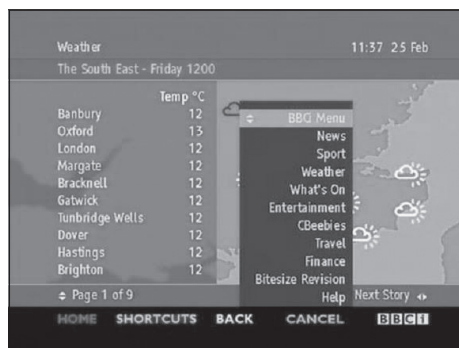 Weather 11:37 25 Feb
The South East - Friday 1200
Temp °C
Banbury 12
Oxford 13
London 12
Margate 12
Bracknell 12
Gatwick 12
Tunbridge Wells 12
Dover 12
Hastings 12
Brighton 12
BBCi Menu
News
Sport
Weather
What's On
Entertainment
CBeebies
Travel
Finance
Bitesize Revision
Help
Page 1 of 9 Next Story
HOME SHORTCUTS BACK CANCEL BBCi